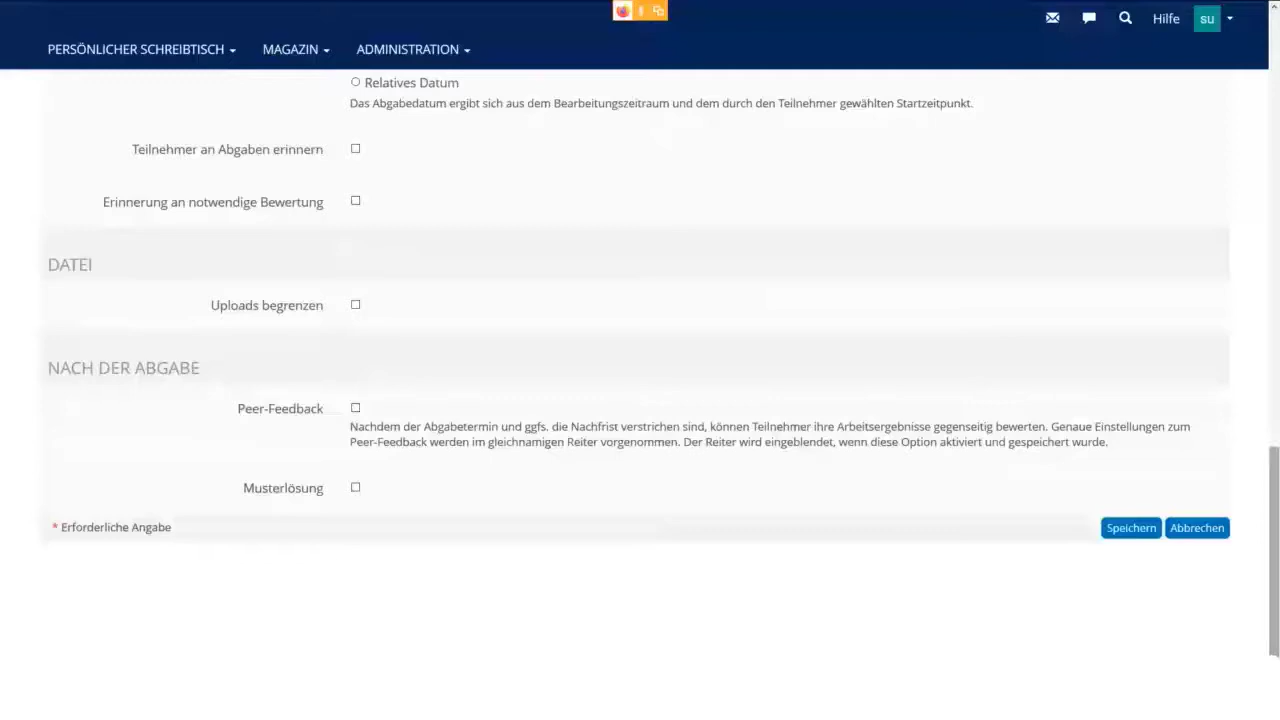 Hilfe su
PERSÖNLICHER SCHREIBTISCH MAGAZIN ADMINISTRATION
Relatives Datum
Das Abgabedatum ergibt sich aus dem Bearbeitungszeitraum und dem durch den Teilnehmer gewählten Startzeitpunkt.
Teilnehmer an Abgaben erinnern
Erinnerung an notwendige Bewertung
DATEI
Uploads begrenzen
NACH DER ABGABE
Peer-Feedback
Nachdem der Abgabetermin und ggfs. die Nachfrist verstrichen sind, können Teilnehmer ihre Arbeitsergebnisse gegenseitig bewerten. Genaue Einstellungen zum
Peer-Feedback werden im gleichnamigen Reiter vorgenommen. Der Reiter wird eingeblendet, wenn diese Option aktiviert und gespeichert wurde.
Musterlösung
* Erforderliche Angabe Speichern Abbrechen